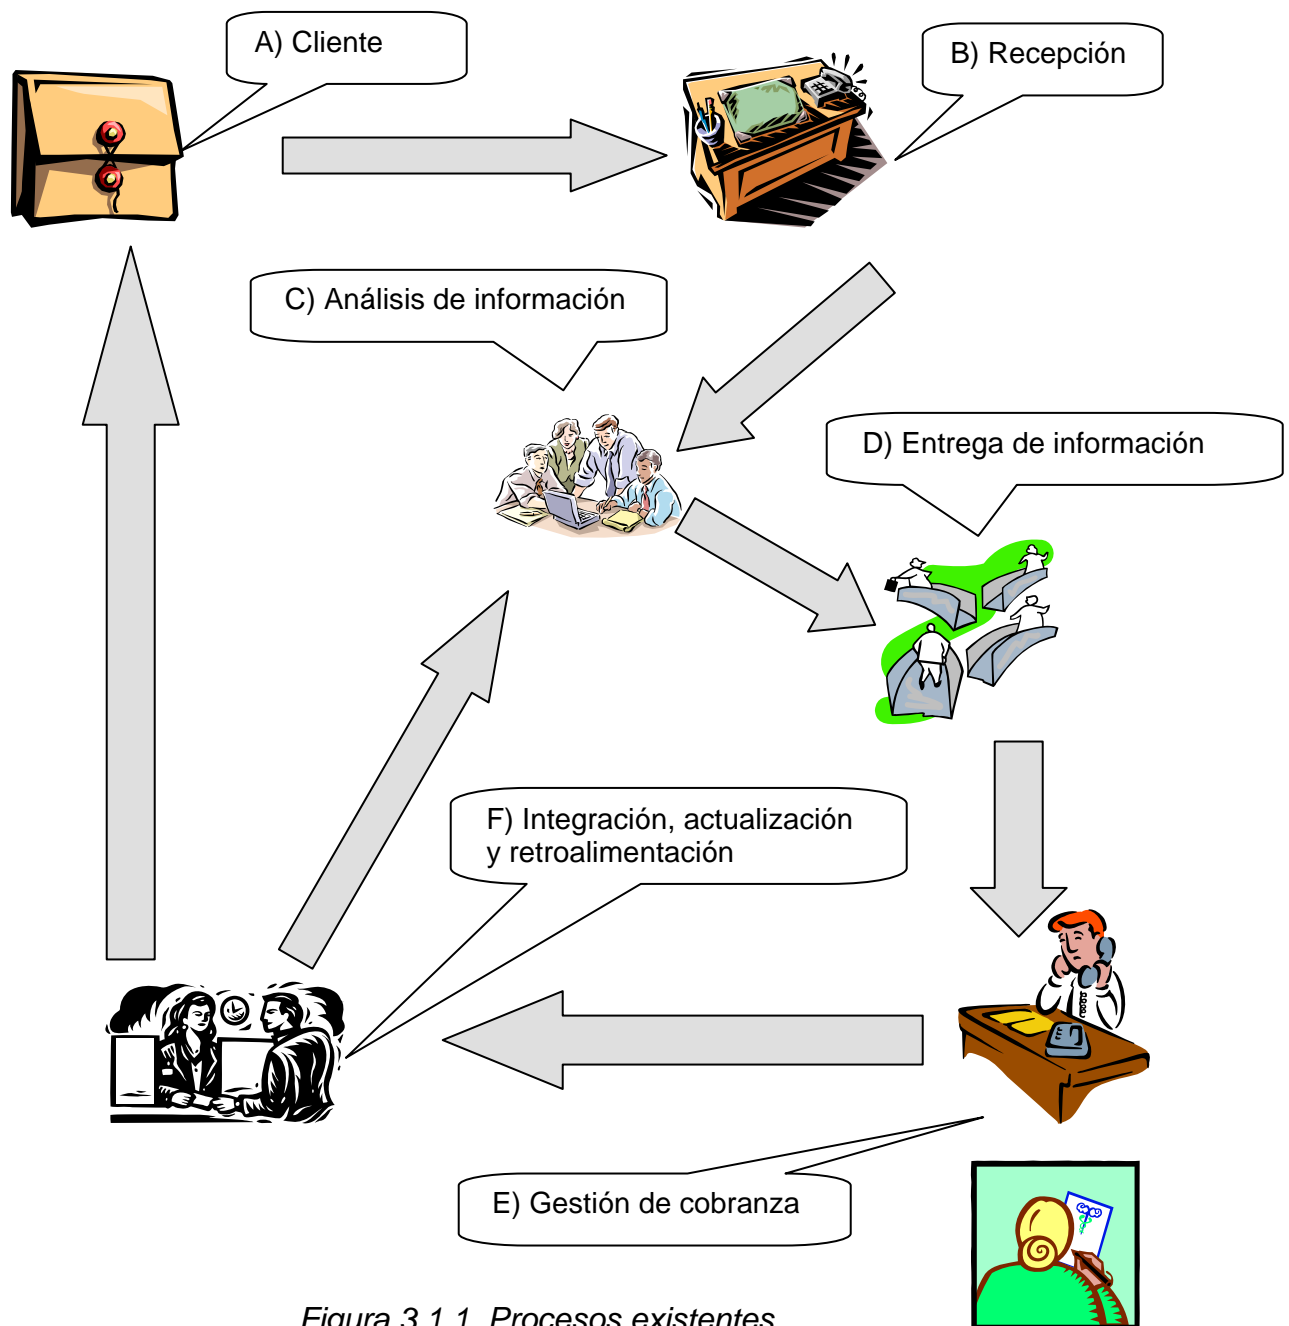 A) Cliente
B) Recepción
C) Análisis de información
D) Entrega de información
F) Integración, actualización
y retroalimentación
E) Gestión de cobranza
Figura 3.1.1. Procesos existentes